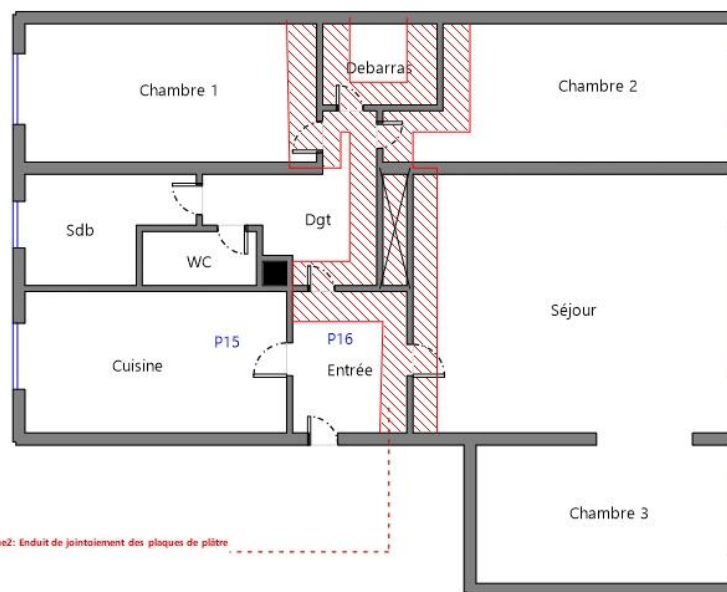 Debarras
Chambre 1
Chambre 2
Sdb
Dgt
WC
Séjour
P15
P16
Cuisine
Entrée
Chambre 3
Enduit de jointoiement des plaques de plâtre